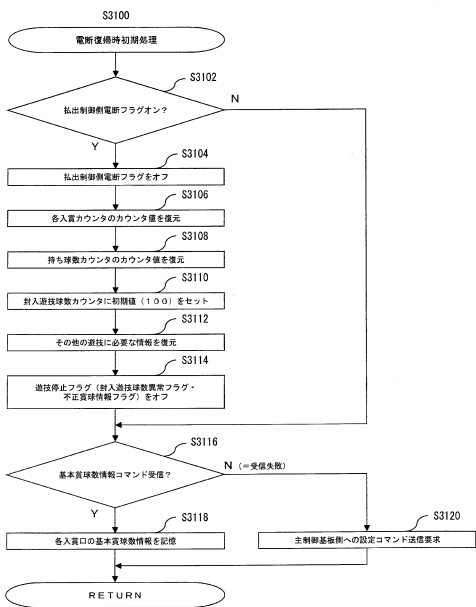 S3100
電断復帰時初期処理
S3102
払出制御側電断フラグオン？
N
Y
S3104
払出制御側電断フラグをオフ
S3106
各入賞カウンタのカウンタ値を復元
S3108
持ち球数カウンタのカウンタ値を復元
S3110
封入遊技球数カウンタに初期値（１００）をセット
S3112
その他の遊技に必要な情報を復元
S3114
遊技停止フラグ（封入遊技球数異常フラグ・
不正賞球情報フラグ）をオフ
S3116
基本賞球数情報コマンド受信？
N（＝受信失敗）
Y
S3118
各入賞口の基本賞球数情報を記憶
S3120
主制御基板側への設定コマンド送信要求
RETURN